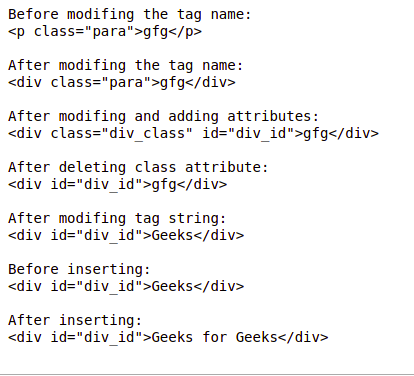 Before modifing the tag name:
<p class="para">gfg</p>
After modifing the tag name:
<div class="para">gfg</div>
After modifing and adding attributes:
<div class="div_class" id="div_id">gfg</div>
After deleting class attribute:
<div id="div_id">gfg</div>
After modifing tag string:
<div id="div_id">Geeks</div>
Before inserting:
<div id="div_id">Geeks</div>
After inserting:
<div id="div_id">Geeks for Geeks</div>